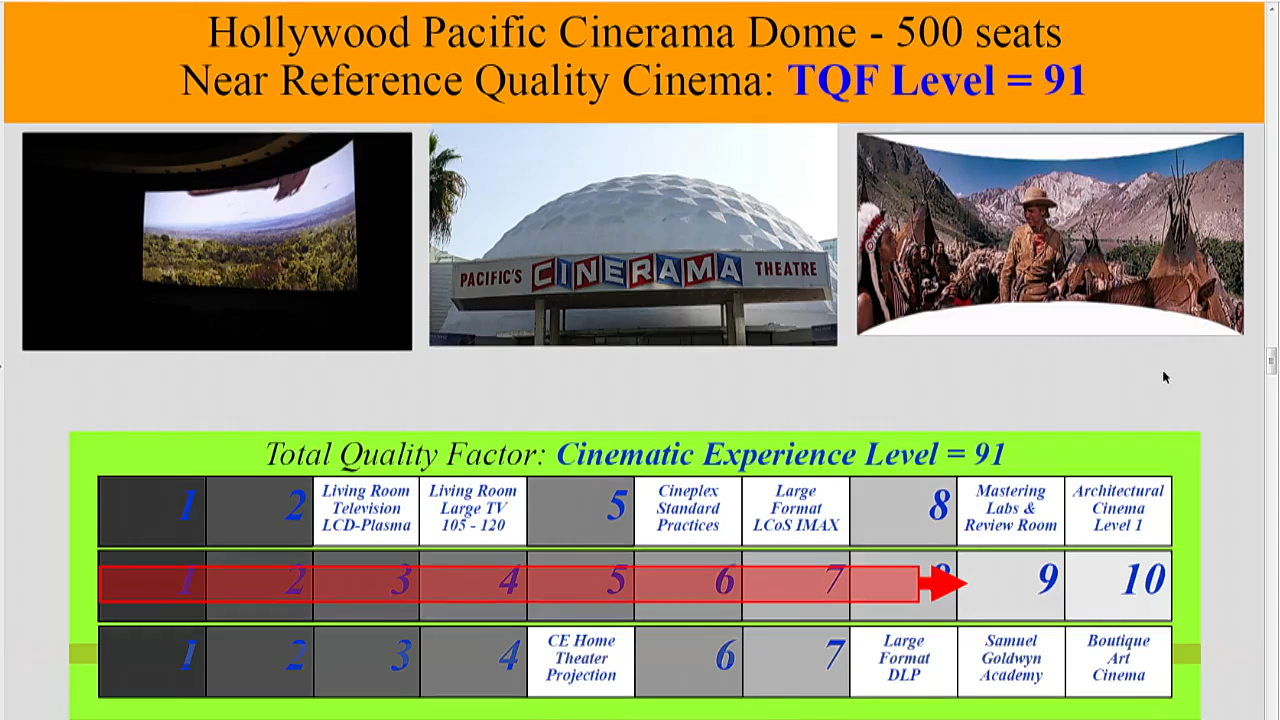 Hollywood Pacific Cinerama Dome - 500 seats
Near Reference Quality Cinema: TQF Level = 91
PACIFIC'S CINERAMA THEATRE
Total Quality Factor: Cinematic Experience Level = 91
1 2 Living Room Television LCD-Plasma Living Room Large TV 105 - 120 5 Cineplex Standard Practices Large Format LCoS IMAX 8 Mastering Labs & Review Room Architectural Cinema Level 1
1 2 3 4 5 6 7 8 9 10
1 2 3 4 CE Home Theater Projection 6 7 Large Format DLP Samuel Goldwyn Academy Boutique Art Cinema